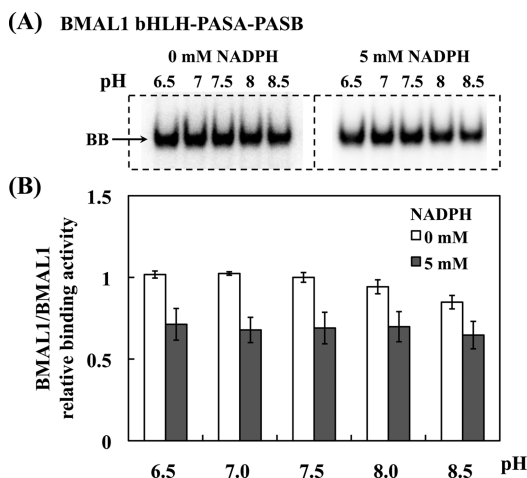 (A) BMAL1 bHLH-PASA-PASB
0 mM NADPH 5 mM NADPH
pH 6.5 7 7.5 8 8.5 6.5 7 7.5 8 8.5
BB
(B)
BMAL1/BMAL1
relative binding activity
1.5
1
0.5
0
NADPH
0 mM
5 mM
6.5 7.0 7.5 8.0 8.5 pH